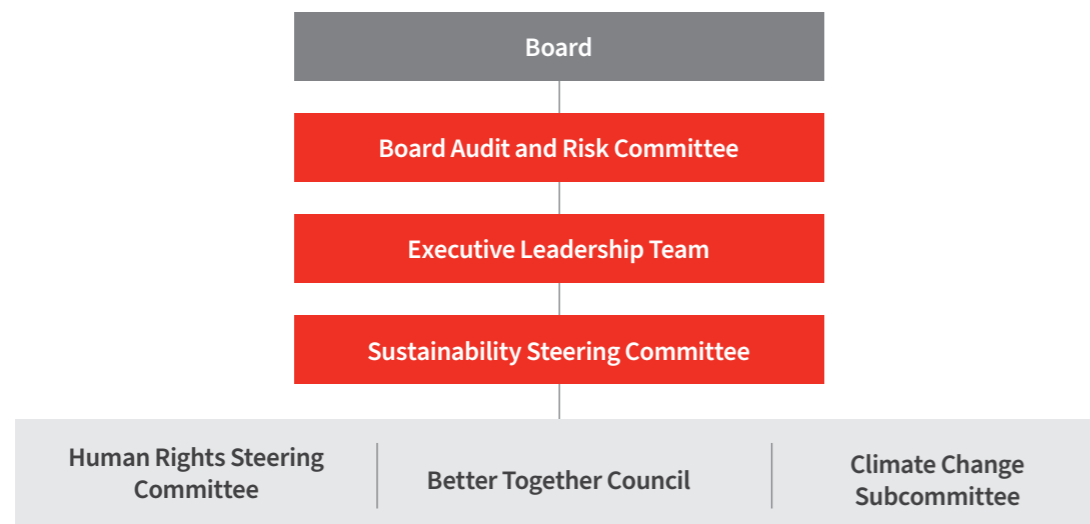 Board
Board Audit and Risk Committee
Executive Leadership Team
Sustainability Steering Committee
Human Rights Steering
Committee
Better Together Council
Climate Change
Subcommittee